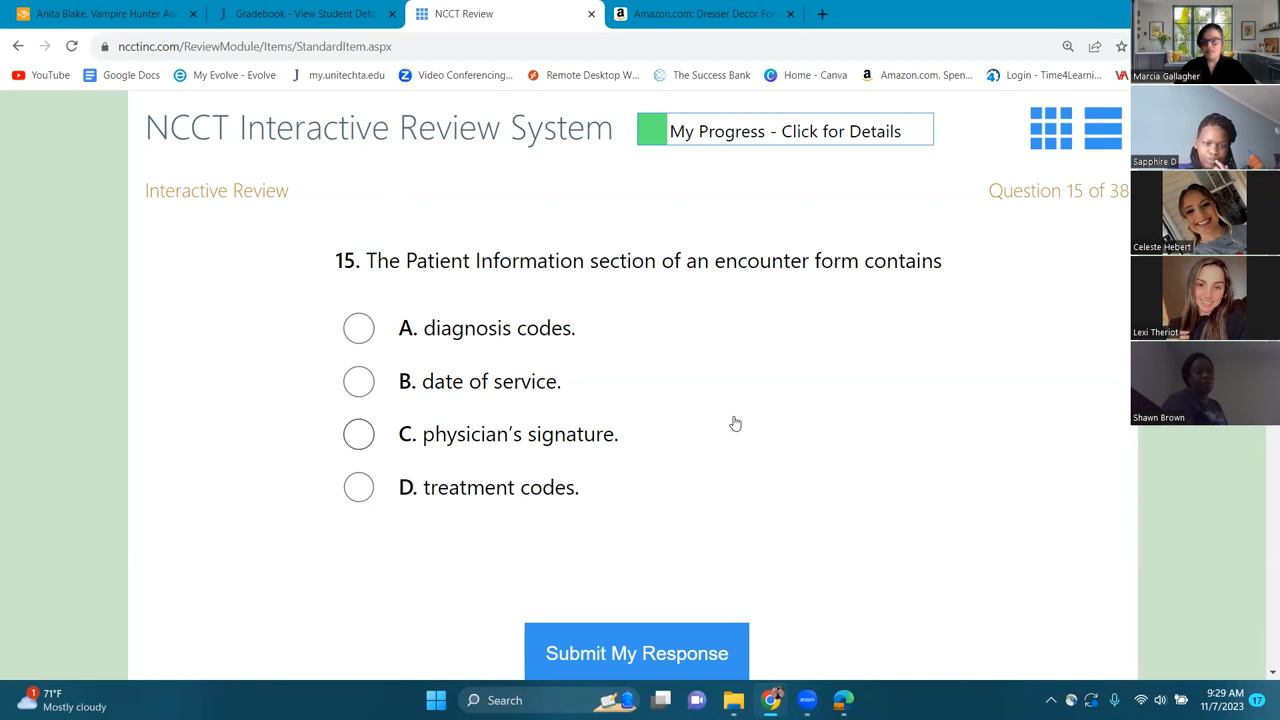 Anita Blake, Vampire Hunter Au
Gradebook - View Student Deta
NCCT Review
Amazon.com: Dresser Decor For
ncctinc.com/ReviewModule/Items/StandardItem.aspx
YouTube
Google Docs
My Evolve - Evolve
my.unitechta.edu
Video Conferencing...
Remote Desktop W...
The Success Bank
Home - Canva
Amazon.com. Spen...
Login - Time4Learni...
VA
NCCT Interactive Review System
My Progress - Click for Details
Interactive Review
Question 15 of 38
15. The Patient Information section of an encounter form contains
A. diagnosis codes.
B. date of service.
C. physician’s signature.
D. treatment codes.
Submit My Response
Marcia Gallagher
Sapphire D
Celeste Hebert
Lexi Theriot
Shawn Brown
1
71°F
Mostly cloudy
Search
9:29 AM
11/7/2023
17